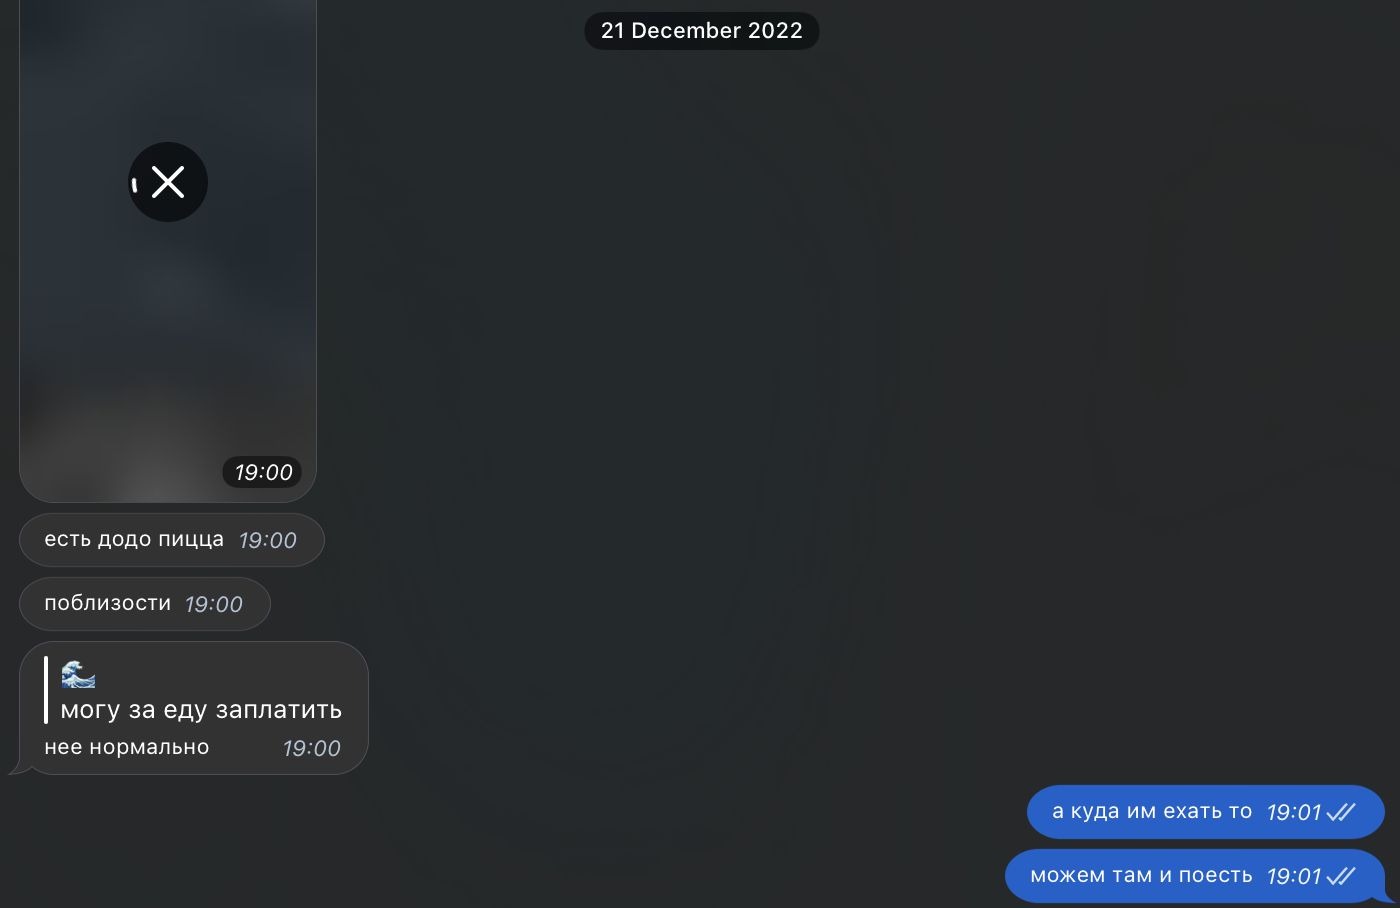 21 December 2022
19:00
есть додо пицца 19:00
поблизости 19:00
🌊
могу за еду заплатить
нее нормально 19:00
а куда им ехать то 19:01
можем там и поесть 19:01